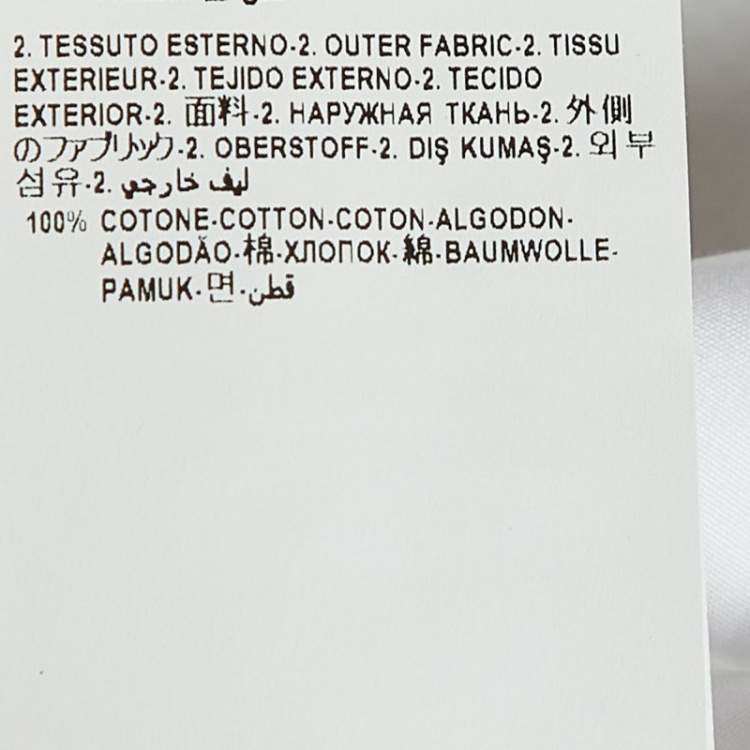 2. TESSUTO ESTERNO-2. OUTER FABRIC-2. TISSU
EXTERIEUR-2. TEJIDO EXTERNO-2. TECIDO
EXTERIOR-2. 面料-2. НАРУЖНАЯ ТКАНЬ-2. 外側
のファブリック-2. OBERSTOFF-2. DIŞ KUMAŞ-2. 외부
섬유-2. ليف خارجي
100% COTONE-COTTON-COTON-ALGODON-
ALGODÃO-棉-ХЛОПОК-綿-BAUMWOLLE-
PAMUK-면-قطن